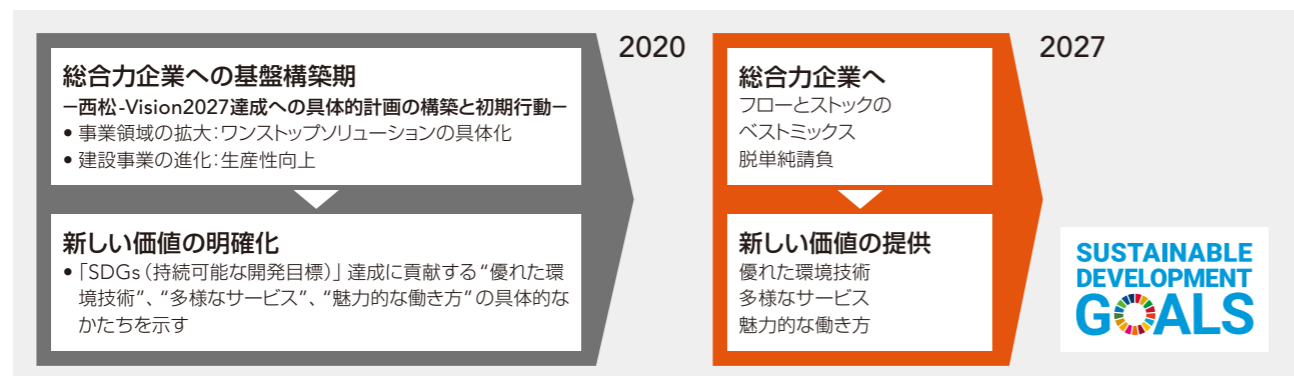 総合力企業への基盤構築期
−西松-Vision2027達成への具体的計画の構築と初期行動−
• 事業領域の拡大：ワンストップソリューションの具体化
• 建設事業の進化：生産性向上
新しい価値の明確化
• 「SDGs（持続可能な開発目標）」達成に貢献する“優れた環
境技術”、“多様なサービス”、“魅力的な働き方”の具体的な
かたちを示す
2020
総合力企業へ
フローとストックの
ベストミックス
脱単純請負
新しい価値の提供
優れた環境技術
多様なサービス
魅力的な働き方
2027
SUSTAINABLE
DEVELOPMENT
GOALS